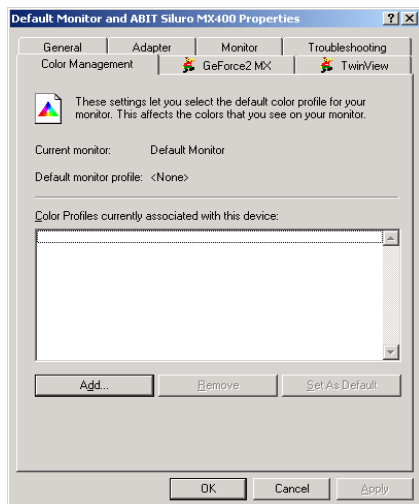 Default Monitor and ABIT Siluro MX400 Properties
General Adapter Monitor Troubleshooting
Color Management GeForce2 MX TwinView
These settings let you select the default color profile for your
monitor. This affects the colors that you see on your monitor.
Current monitor: Default Monitor
Default monitor profile: <None>
Color Profiles currently associated with this device:
Add... Remove Set As Default
OK Cancel Apply